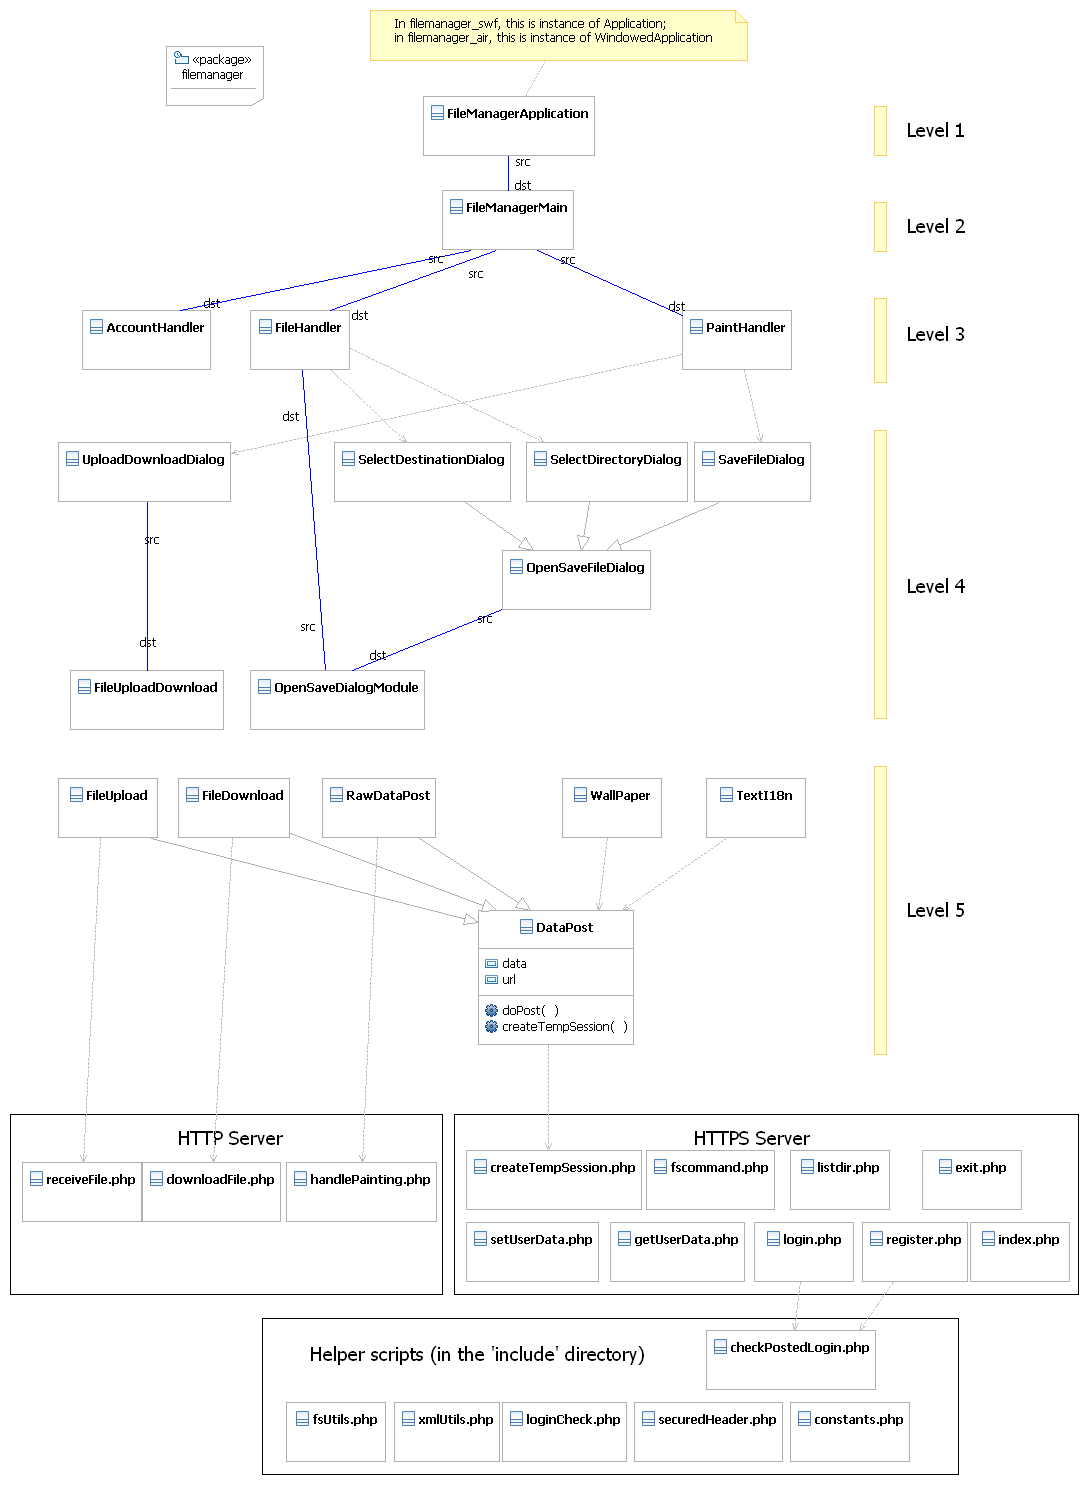 In filemanager_swf, this is instance of Application;
in filemanager_air, this is instance of WindowedApplication
«package»
filemanager
FileManagerApplication
Level 1
src
dst
FileManagerMain
Level 2
src
src
src
dst
dst
dst
AccountHandler
FileHandler
PaintHandler
Level 3
dst
UploadDownloadDialog
SelectDestinationDialog
SelectDirectoryDialog
SaveFileDialog
src
OpenSaveFileDialog
Level 4
src
src
dst
dst
FileUploadDownload
OpenSaveDialogModule
FileUpload
FileDownload
RawDataPost
WallPaper
TextI18n
Level 5
DataPost
data
url
doPost( )
createTempSession( )
HTTP Server
receiveFile.php
downloadFile.php
handlePainting.php
HTTPS Server
createTempSession.php
fscommand.php
listdir.php
exit.php
setUserData.php
getUserData.php
login.php
register.php
index.php
Helper scripts (in the 'include' directory)
checkPostedLogin.php
fsUtils.php
xmlUtils.php
loginCheck.php
securedHeader.php
constants.php